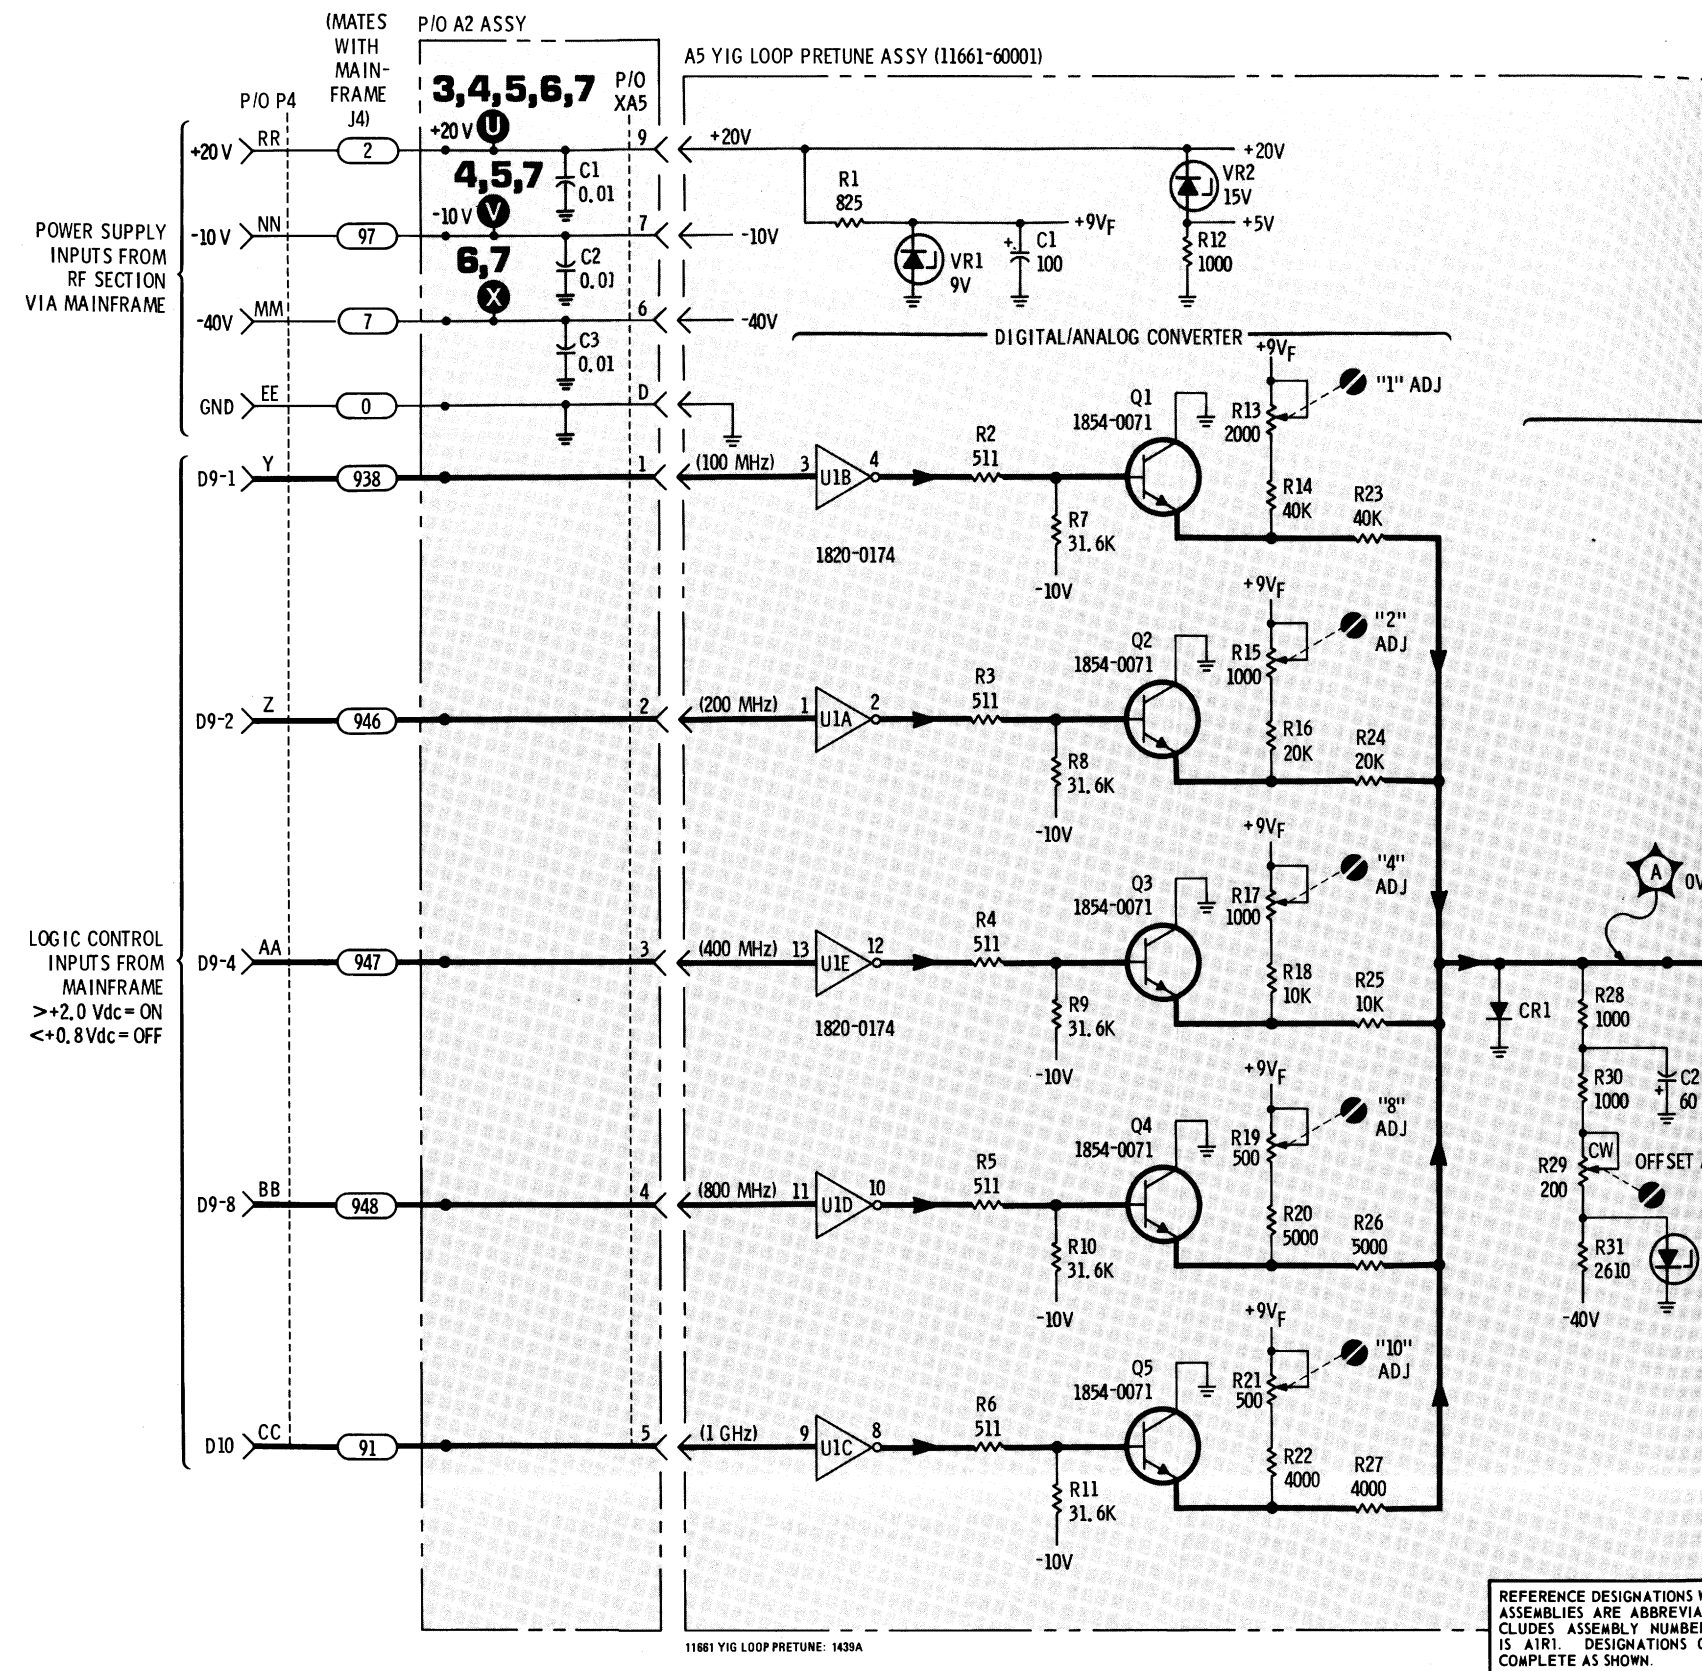 (MATES
WITH
MAIN-
FRAME
J4)
P/O A2 ASSY
A5 YIG LOOP PRETUNE ASSY (11661-60001)
P/O P4
3,4,5,6,7
P/O
XA5
+20V
RR
2
+20V
U
9
+20V
C1
0.01
4,5,7
-10V
NN
97
-10V
V
7
-10V
C2
0.01
6,7
X
-40V
MM
7
6
-40V
C3
0.01
GND
EE
0
D
POWER SUPPLY
INPUTS FROM
RF SECTION
VIA MAINFRAME
R1
825
VR1
9V
C1
100
+
+9VF
+20V
VR2
15V
+5V
R12
1000
DIGITAL/ANALOG CONVERTER
D9-1
Y
938
1
(100 MHz)
3
U1B
4
1820-0174
R2
511
R7
31.6K
-10V
Q1
1854-0071
+9VF
R13
2000
"1" ADJ
R14
40K
R23
40K
D9-2
Z
946
2
(200 MHz)
1
U1A
2
R3
511
R8
31.6K
-10V
Q2
1854-0071
+9VF
R15
1000
"2"
ADJ
R16
20K
R24
20K
LOGIC CONTROL
INPUTS FROM
MAINFRAME
>+2.0 Vdc = ON
<+0.8 Vdc = OFF
D9-4
AA
947
3
(400 MHz)
13
U1E
12
1820-0174
R4
511
R9
31.6K
-10V
Q3
1854-0071
+9VF
R17
1000
"4"
ADJ
R18
10K
R25
10K
D9-8
BB
948
4
(800 MHz)
11
U1D
10
R5
511
R10
31.6K
-10V
Q4
1854-0071
+9VF
R19
500
"8"
ADJ
R20
5000
R26
5000
D10
CC
91
5
(1 GHz)
9
U1C
8
R6
511
R11
31.6K
-10V
Q5
1854-0071
+9VF
R21
500
"10"
ADJ
R22
4000
R27
4000
A
0V
CR1
R28
1000
R30
1000
C2
60
+
CW
R29
200
OFFSET
R31
2610
-40V
11661 YIG LOOP PRETUNE: 1439A
REFERENCE DESIGNATIONS
ASSEMBLIES ARE ABBREVIA
CLUDES ASSEMBLY NUMBER
IS A1R1. DESIGNATIONS
COMPLETE AS SHOWN.